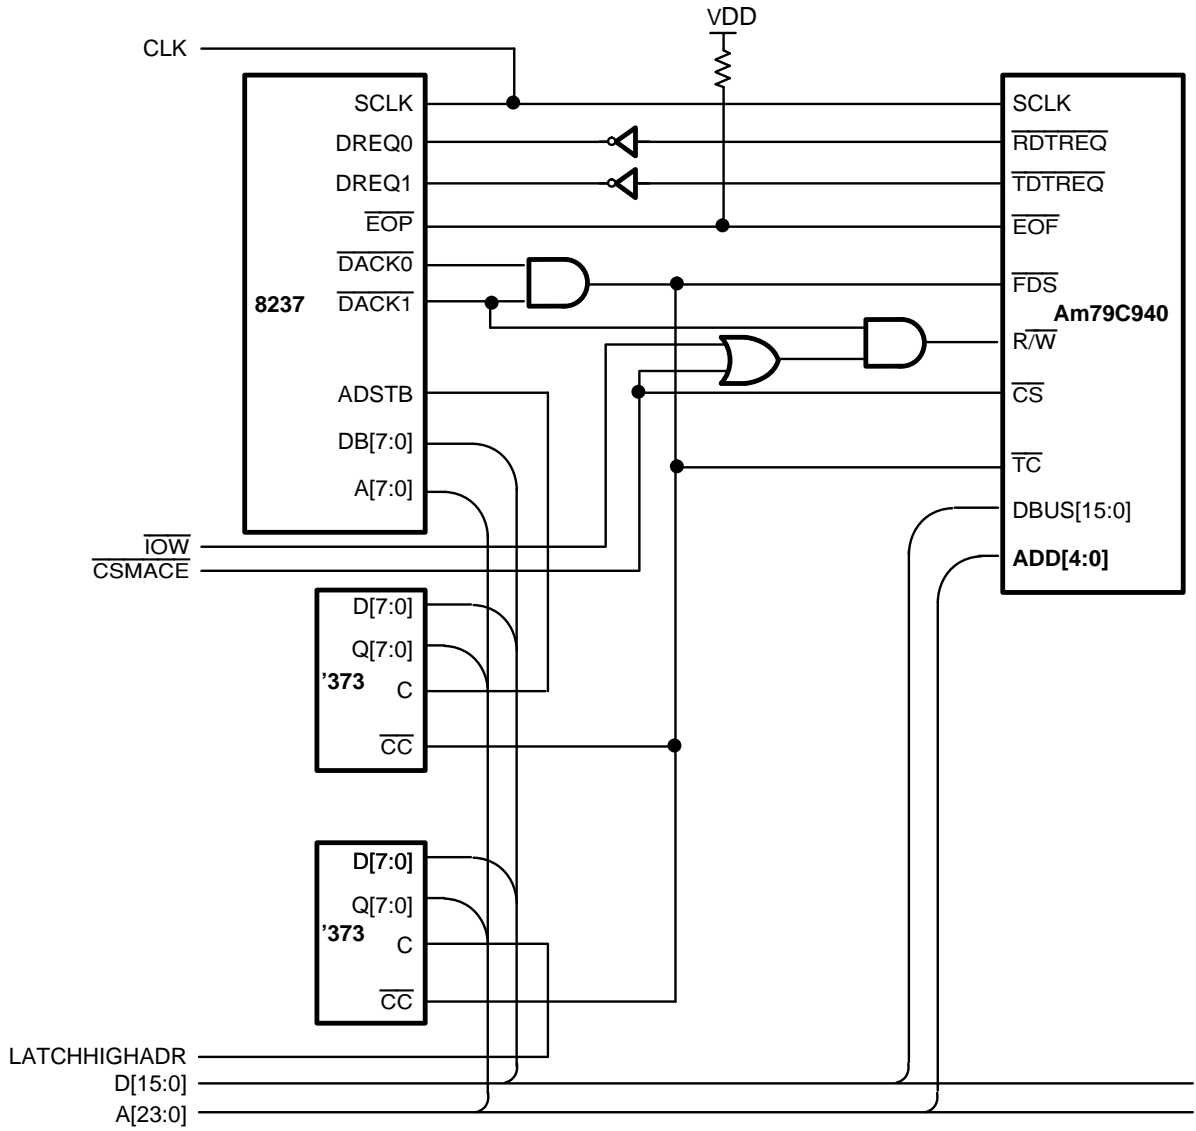 VDD
CLK
SCLK
DREQ0
DREQ1
EOP
DACK0
DACK1
8237
ADSTB
DB[7:0]
A[7:0]
SCLK
RDTREQ
TDTREQ
EOF
FDS
Am79C940
R/W
CS
TC
DBUS[15:0]
ADD[4:0]
IOW
CSMACE
D[7:0]
Q[7:0]
'373
C
CC
D[7:0]
Q[7:0]
'373
C
CC
LATCHHIGHADR
D[15:0]
A[23:0]